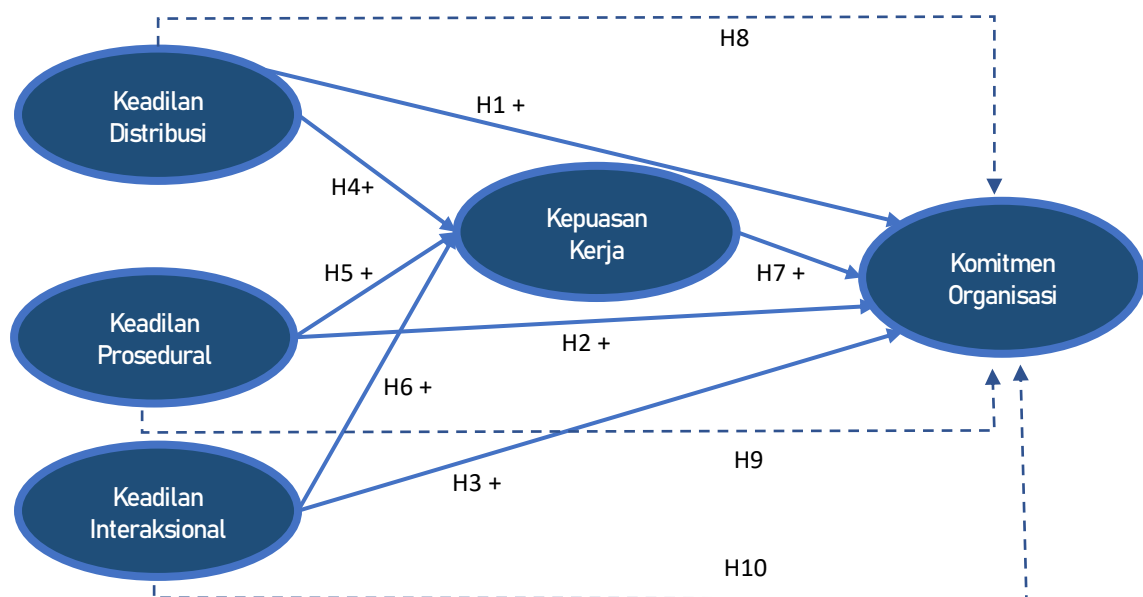 H8
Keadilan
Distribusi
H1 +
H4+
Kepuasan
Kerja
H5 +
H7 +
Komitmen
Organisasi
Keadilan
Prosedural
H2 +
H6 +
H9
H3 +
Keadilan
Interaksional
H10